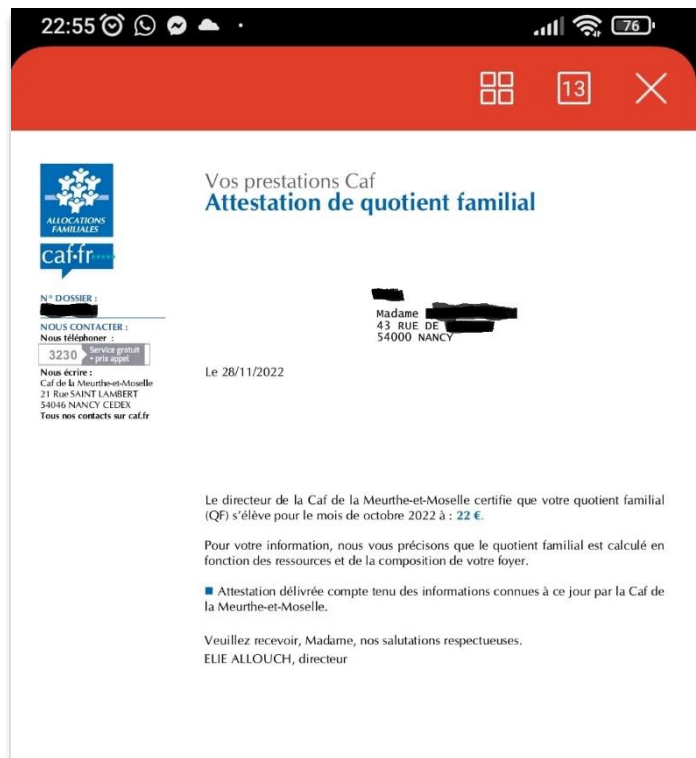 22:55
76
13
ALLOCATIONS
FAMILIALES
caf.fr
Vos prestations Caf
Attestation de quotient familial
N° DOSSIER :
NOUS CONTACTER :
Nous téléphoner :
3230 Service gratuit
+ prix appel
Nous écrire :
Caf de la Meurthe-et-Moselle
21 Rue SAINT LAMBERT
54046 NANCY CEDEX
Tous nos contacts sur caf.fr
Madame
43 RUE DE
54000 NANCY
Le 28/11/2022
Le directeur de la Caf de la Meurthe-et-Moselle certifie que votre quotient familial
(QF) s'élève pour le mois de octobre 2022 à : 22 €.
Pour votre information, nous vous précisons que le quotient familial est calculé en
fonction des ressources et de la composition de votre foyer.
Attestation délivrée compte tenu des informations connues à ce jour par la Caf de
la Meurthe-et-Moselle.
Veuillez recevoir, Madame, nos salutations respectueuses.
ELIE ALLOUCH, directeur